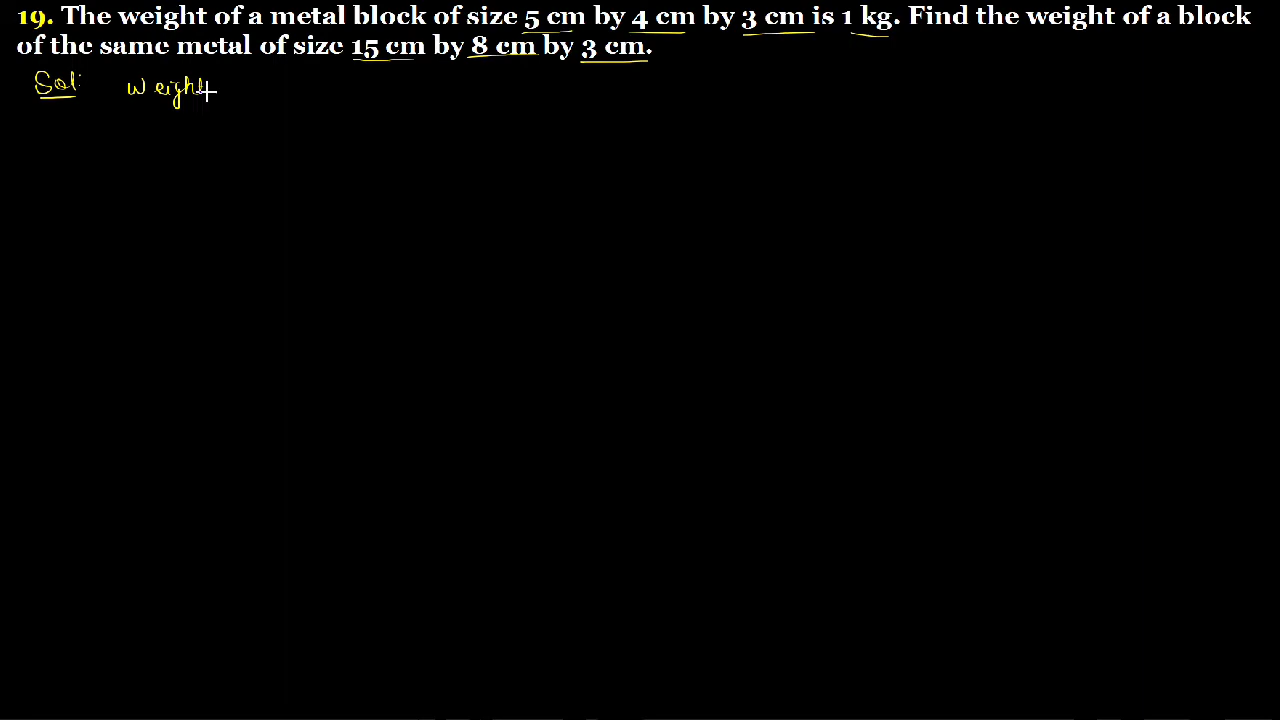 19. The weight of a metal block of size 5 cm by 4 cm by 3 cm is 1 kg. Find the weight of a block
of the same metal of size 15 cm by 8 cm by 3 cm.
Sol: Weight